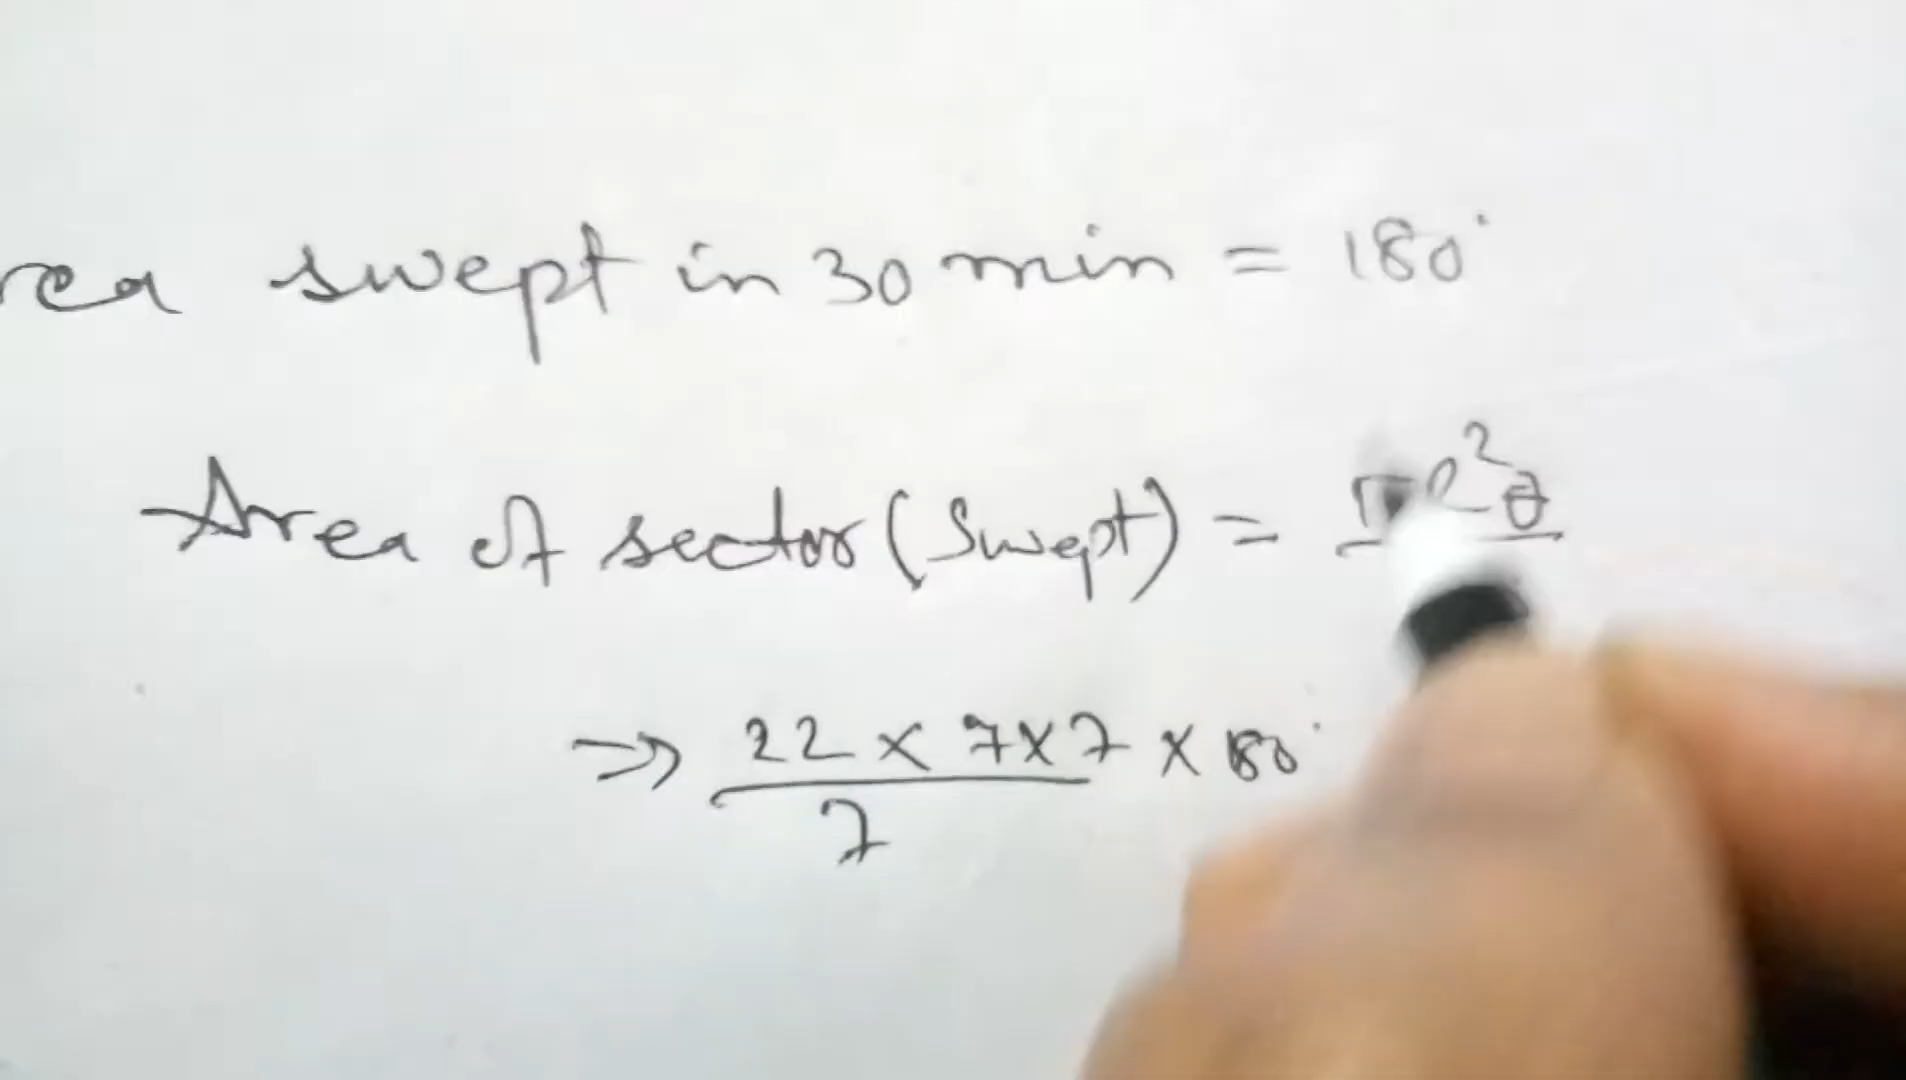 rea swept in 30 min = 180°
Area of sector (Swept) = πr²θ
⇒ 22 × 7×7 × 180°
7